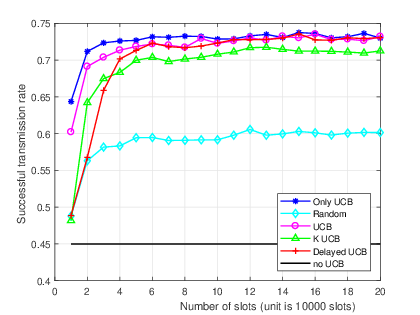 0.75
0.7
0.65
0.6
0.55
0.5
0.45
0.4
0 2 4 6 8 10 12 14 16 18 20
Successful transmission rate
Number of slots (unit is 10000 slots)
Only UCB
Random
UCB
K UCB
Delayed UCB
no UCB